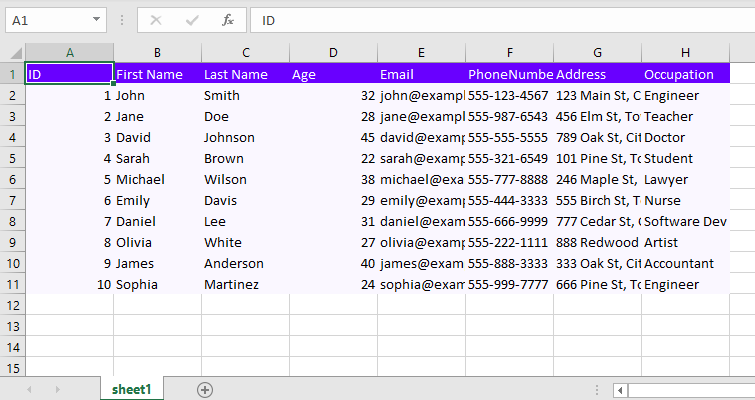 A1 fx ID
A B C D E F G H
1 ID First Name Last Name Age Email PhoneNumbe Address Occupation
2 1 John Smith 32 john@exampl 555-123-4567 123 Main St, C Engineer
3 2 Jane Doe 28 jane@exampl 555-987-6543 456 Elm St, To Teacher
4 3 David Johnson 45 david@examp 555-555-5555 789 Oak St, Cit Doctor
5 4 Sarah Brown 22 sarah@examp 555-321-6549 101 Pine St, To Student
6 5 Michael Wilson 38 michael@exa 555-777-8888 246 Maple St, Lawyer
7 6 Emily Davis 29 emily@examp 555-444-3333 555 Birch St, T Nurse
8 7 Daniel Lee 31 daniel@exam 555-666-9999 777 Cedar St, Software Dev
9 8 Olivia White 27 olivia@examp 555-222-1111 888 Redwood Artist
10 9 James Anderson 40 james@exam 555-888-3333 333 Oak St, Cit Accountant
11 10 Sophia Martinez 24 sophia@exam 555-999-7777 666 Pine St, To Engineer
12
13
14
15
sheet1